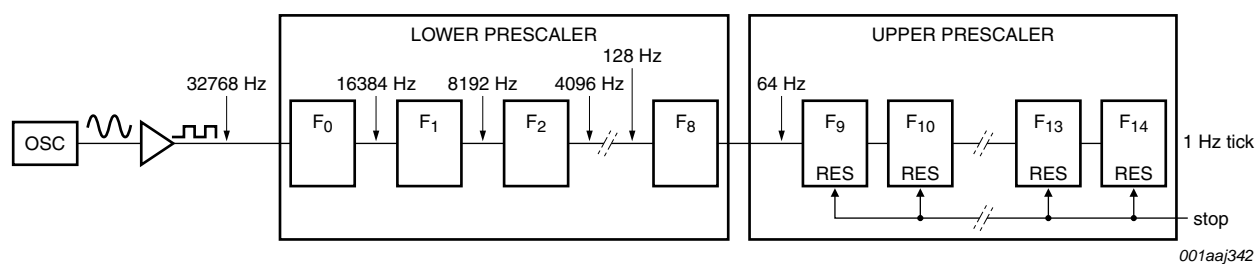 LOWER PRESCALER
UPPER PRESCALER
128 Hz
32768 Hz
16384 Hz
8192 Hz
4096 Hz
64 Hz
OSC
F0
F1
F2
F8
F9
F10
F13
F14
1 Hz tick
RES
RES
RES
RES
stop
001aaj342